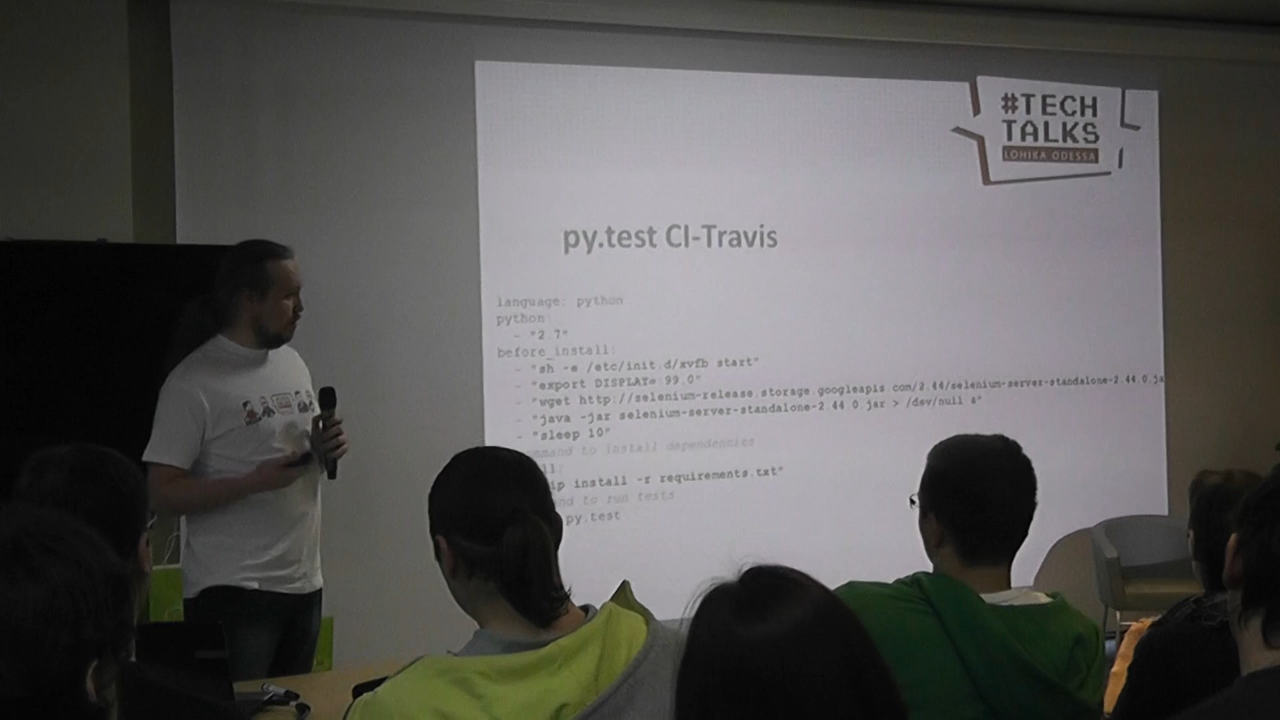 #TECH
TALKS
LOHIKA ODESSA
py.test CI-Travis
language: python
python:
- "2.7"
before_install:
- "sh -e /etc/init.d/xvfb start"
- "export DISPLAY=:99.0"
- "wget http://selenium-release.storage.googleapis.com/2.44/selenium-server-standalone-2.44.0.ja
- "java -jar selenium-server-standalone-2.44.0.jar > /dev/null &"
- "sleep 10"
to install dependencies
install -r requirements.txt"
to run tests
py.test